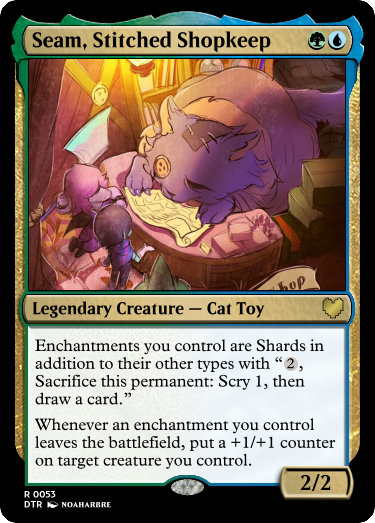 Seam, Stitched Shopkeep
Legendary Creature — Cat Toy
Enchantments you control are Shards in
addition to their other types with “2,
Sacrifice this permanent: Scry 1, then
draw a card.”
Whenever an enchantment you control
leaves the battlefield, put a +1/+1 counter
on target creature you control.
2/2
R 0053
DTR NOAHARBRE